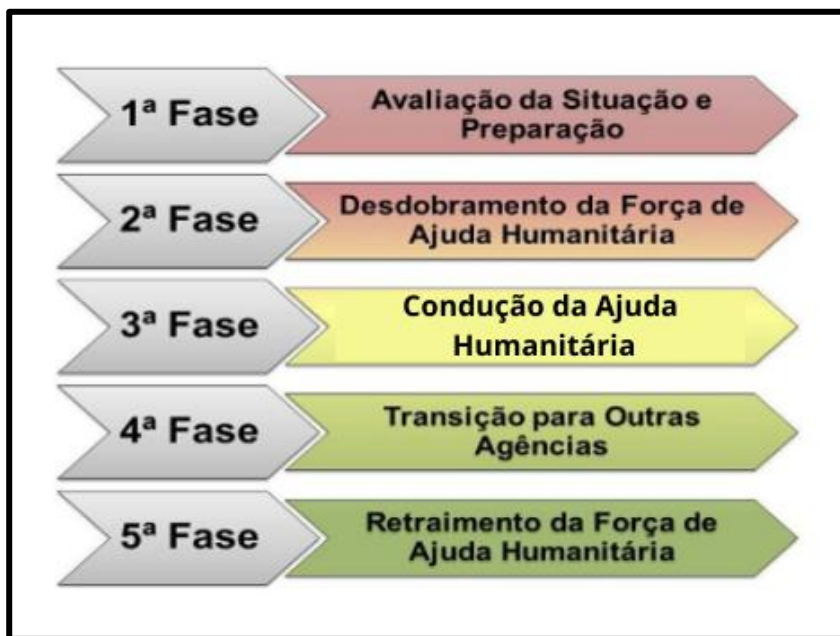 1ª Fase
Avaliação da Situação e
Preparação
2ª Fase
Desdobramento da Força de
Ajuda Humanitária
3ª Fase
Condução da Ajuda
Humanitária
4ª Fase
Transição para Outras
Agências
5ª Fase
Retraimento da Força de
Ajuda Humanitária